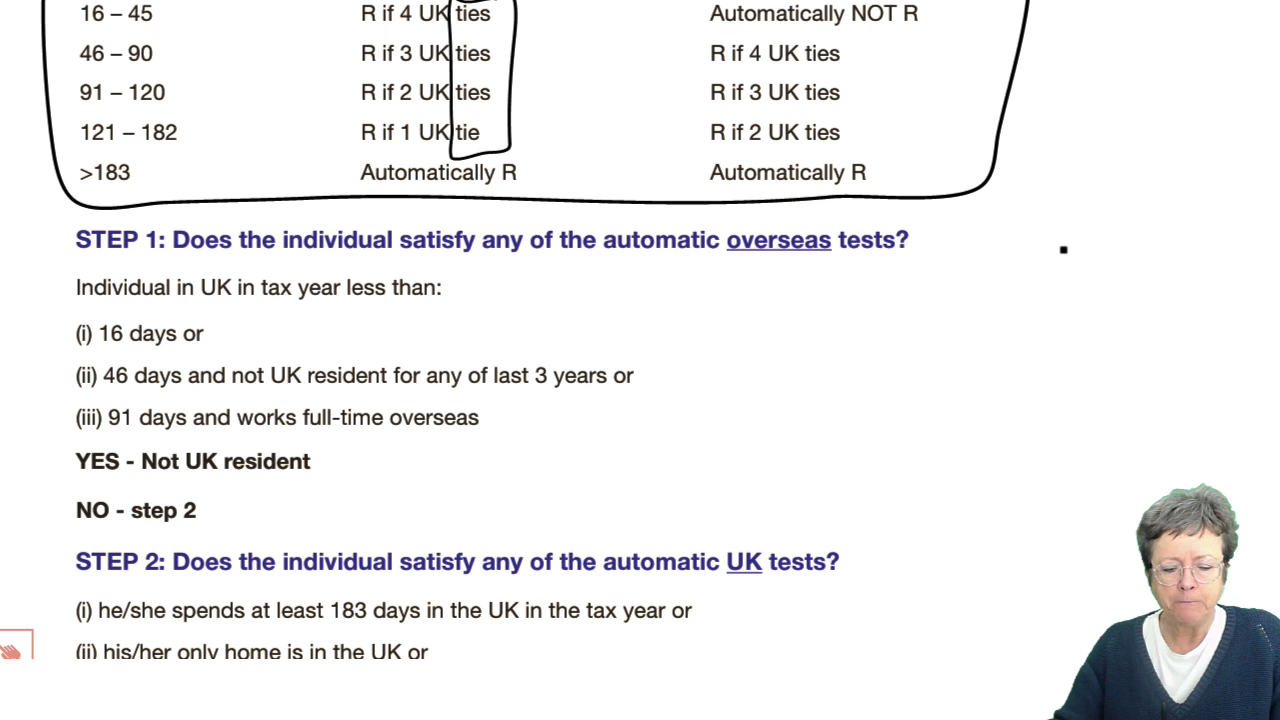 16 – 45 R if 4 UK ties Automatically NOT R
46 – 90 R if 3 UK ties R if 4 UK ties
91 – 120 R if 2 UK ties R if 3 UK ties
121 – 182 R if 1 UK tie R if 2 UK ties
>183 Automatically R Automatically R
STEP 1: Does the individual satisfy any of the automatic overseas tests?
Individual in UK in tax year less than:
(i) 16 days or
(ii) 46 days and not UK resident for any of last 3 years or
(iii) 91 days and works full-time overseas
YES - Not UK resident
NO - step 2
STEP 2: Does the individual satisfy any of the automatic UK tests?
(i) he/she spends at least 183 days in the UK in the tax year or
(ii) his/her only home is in the UK or